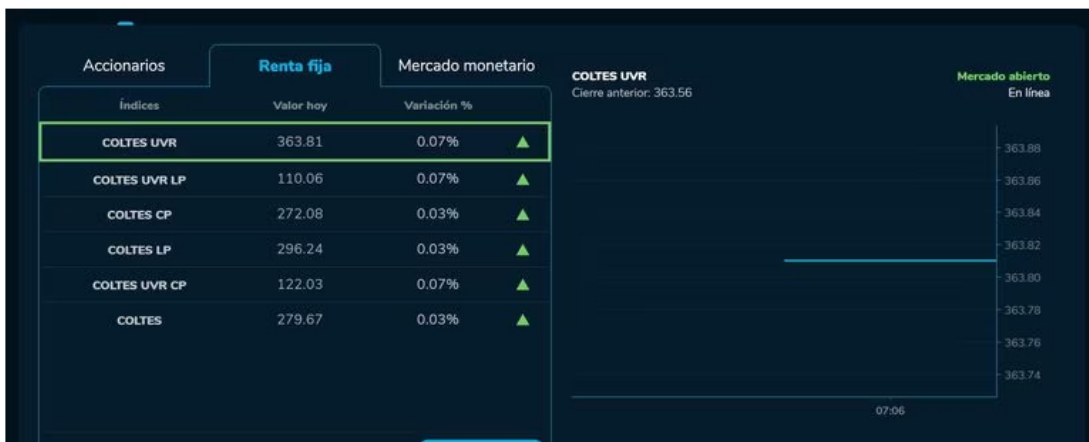 Accionarios Renta fija Mercado monetario
Índices Valor hoy Variación %
COLTES UVR 363.81 0.07%
COLTES UVR LP 110.06 0.07%
COLTES CP 272.08 0.03%
COLTES LP 296.24 0.03%
COLTES UVR CP 122.03 0.07%
COLTES 279.67 0.03%
COLTES UVR Mercado abierto
Cierre anterior: 363.56 En línea
363.88
363.86
363.84
363.82
363.80
363.78
363.76
363.74
07:06